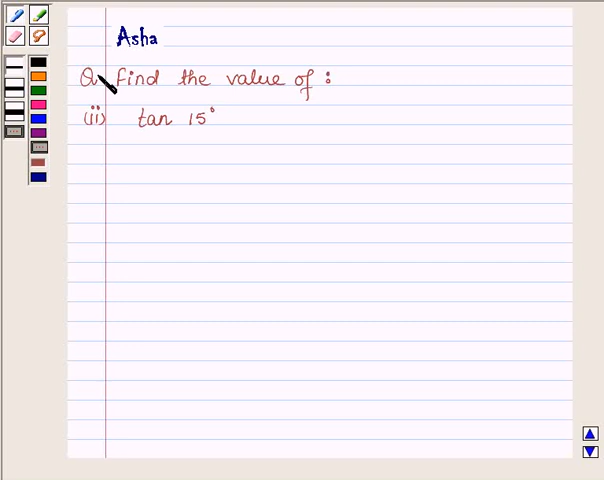 Asha
Q. Find the value of :
(ii) tan 15°